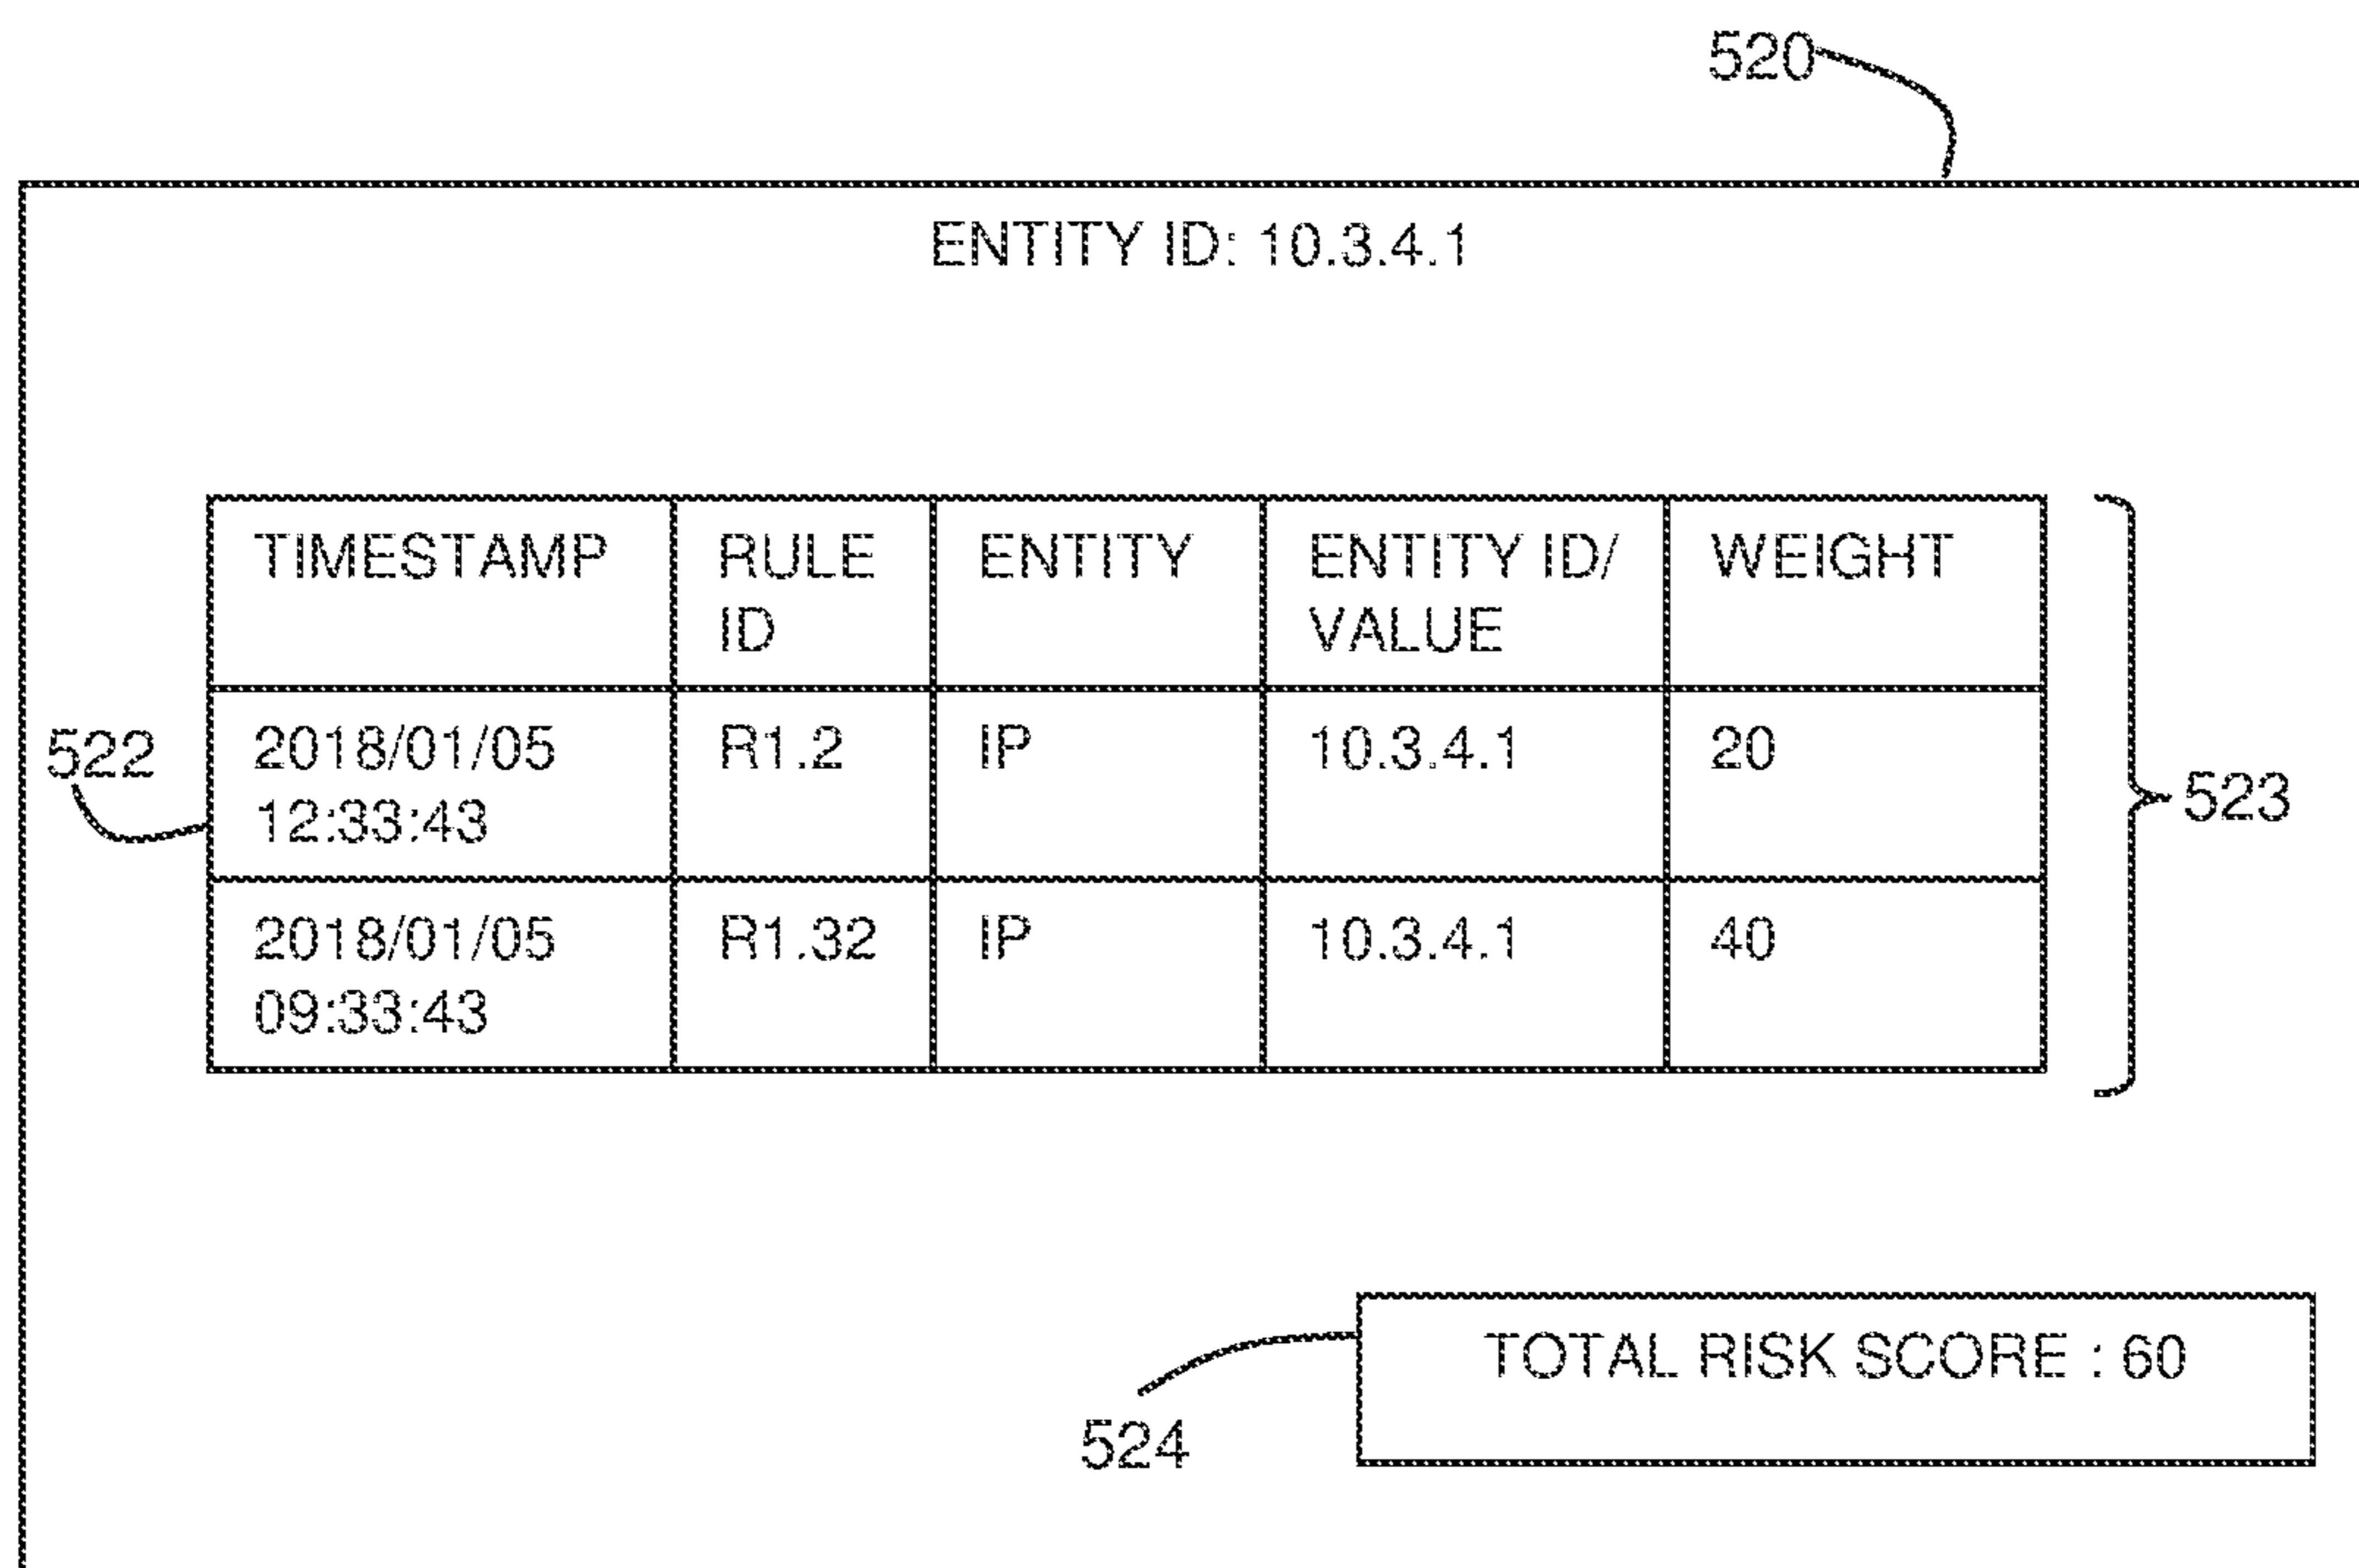 520
ENTITY ID: 10.3.4.1
TIMESTAMP
RULE
ID
ENTITY
ENTITY ID/
VALUE
WEIGHT
522
2018/01/05
12:33:43
R1.2
IP
10.3.4.1
20
523
2018/01/05
09:33:43
R1.32
IP
10.3.4.1
40
TOTAL RISK SCORE : 60
524